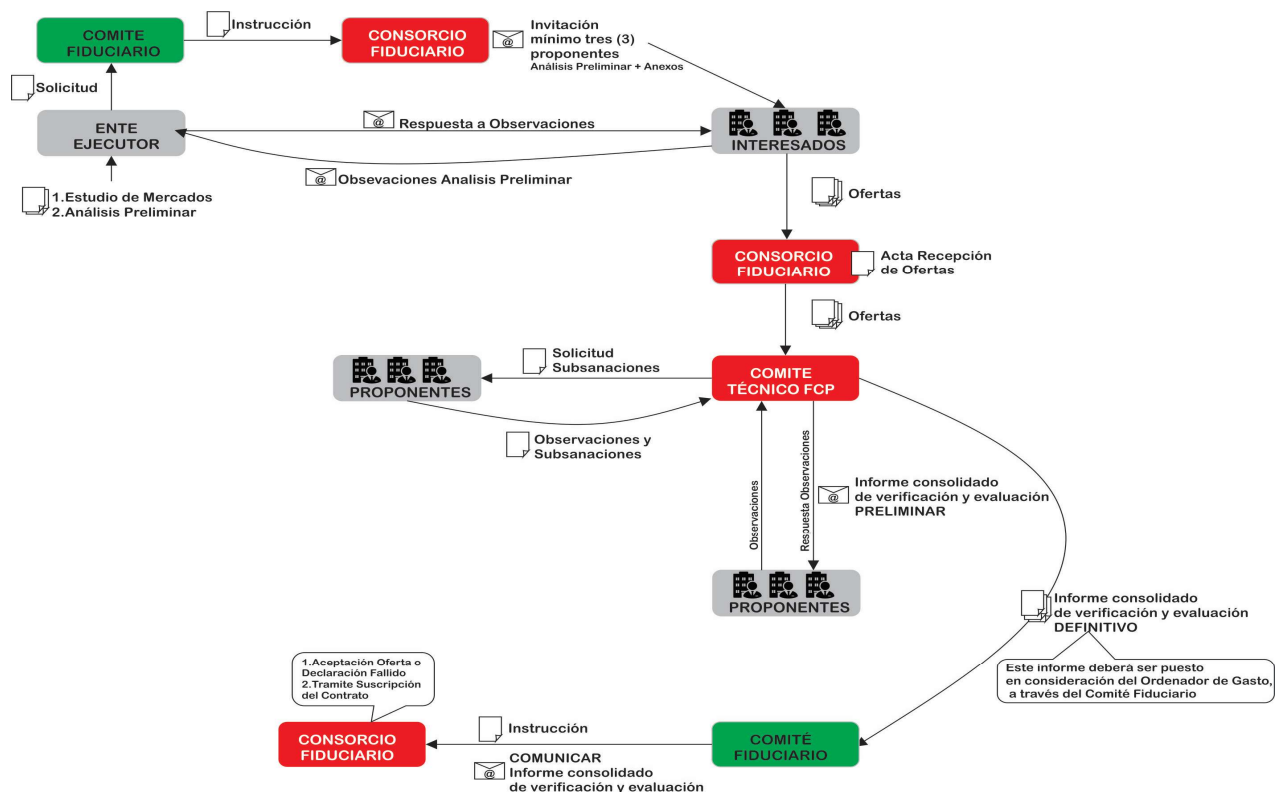 COMITE
FIDUCIARIO
Instrucción
CONSORCIO
FIDUCIARIO
@
Invitación
mínimo tres (3)
proponentes
Análisis Preliminar + Anexos
Solicitud
ENTE
EJECUTOR
@
Respuesta a Observaciones
INTERESADOS
@
Obsevaciones Analisis Preliminar
1.Estudio de Mercados
2.Análisis Preliminar
Ofertas
CONSORCIO
FIDUCIARIO
Acta Recepción
de Ofertas
Ofertas
Solicitud
Subsanaciones
PROPONENTES
COMITE
TÉCNICO FCP
Observaciones y
Subsanaciones
Observaciones
Respuesta Observaciones
@
Informe consolidado
de verificación y evaluación
PRELIMINAR
PROPONENTES
Informe consolidado
de verificación y evaluación
DEFINITIVO
Este informe deberá ser puesto
en consideración del Ordenador de Gasto,
a través del Comité Fiduciario
1.Aceptación Oferta o
Declaración Fallido
2.Tramite Suscripción
del Contrato
CONSORCIO
FIDUCIARIO
Instrucción
@
COMUNICAR
Informe consolidado
de verificación y evaluación
COMITÉ
FIDUCIARIO